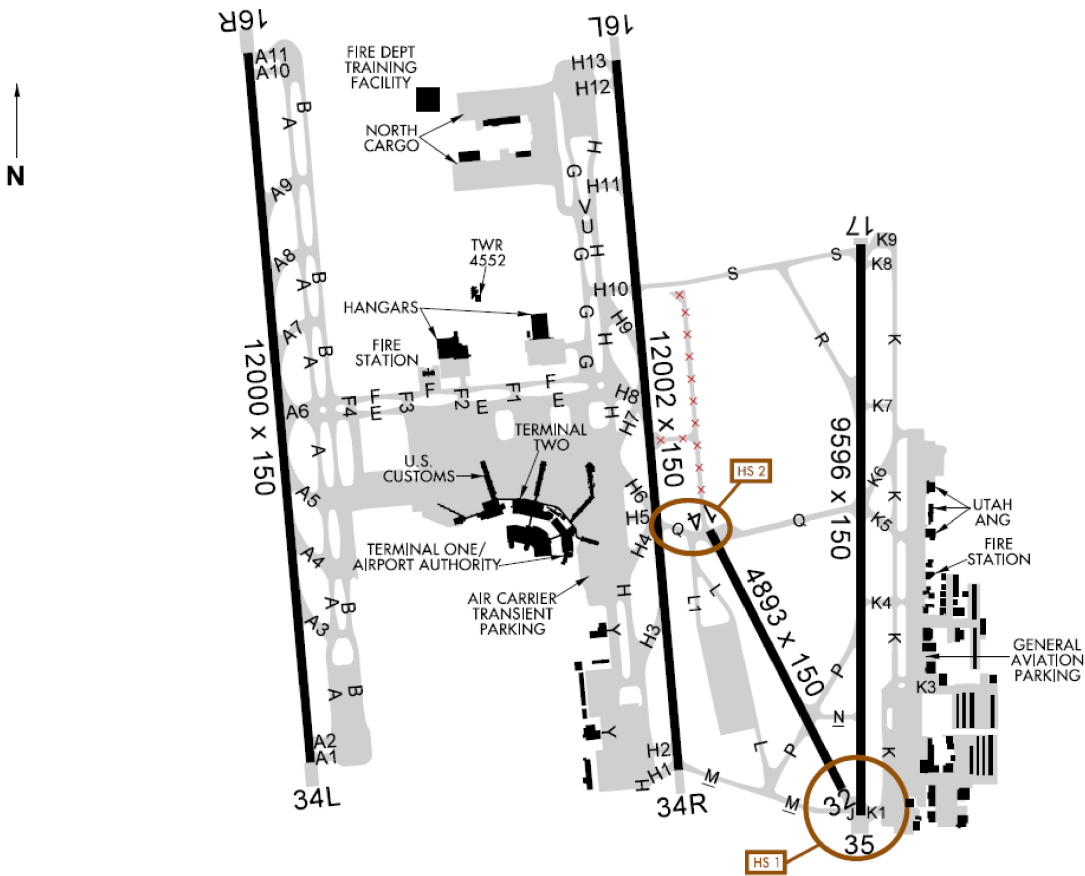 16R
16L
A11
A10
FIRE DEPT
TRAINING
FACILITY
H13
H12
B
A
NORTH
CARGO
H
G
A9
H11
V
U
17
K9
TWR
4552
G
H
S
S
K8
A8
B
A
H10
HANGARS
G
H9
A7
B
A
FIRE
STATION
H
G
R
K
12000 x 150
12002 x 150
F
F
F1
F
F2
F3
F4
E
E
E
A6
H8
H
H7
K7
9596 x 150
TERMINAL
TWO
A
U.S.
CUSTOMS
HS 2
K6
H6
A5
K
UTAH
ANG
H5
Q
14
Q
K5
TERMINAL ONE/
AIRPORT AUTHORITY
H4
FIRE
STATION
A4
AIR CARRIER
TRANSIENT
PARKING
H
L
L1
4893 x 150
K4
B
A
A3
Y
H3
K
GENERAL
AVIATION
PARKING
P
K3
B
A
N
Y
A2
A1
H2
H1
H
L
P
K
M
M
34L
34R
32
J
K1
35
HS 1
N